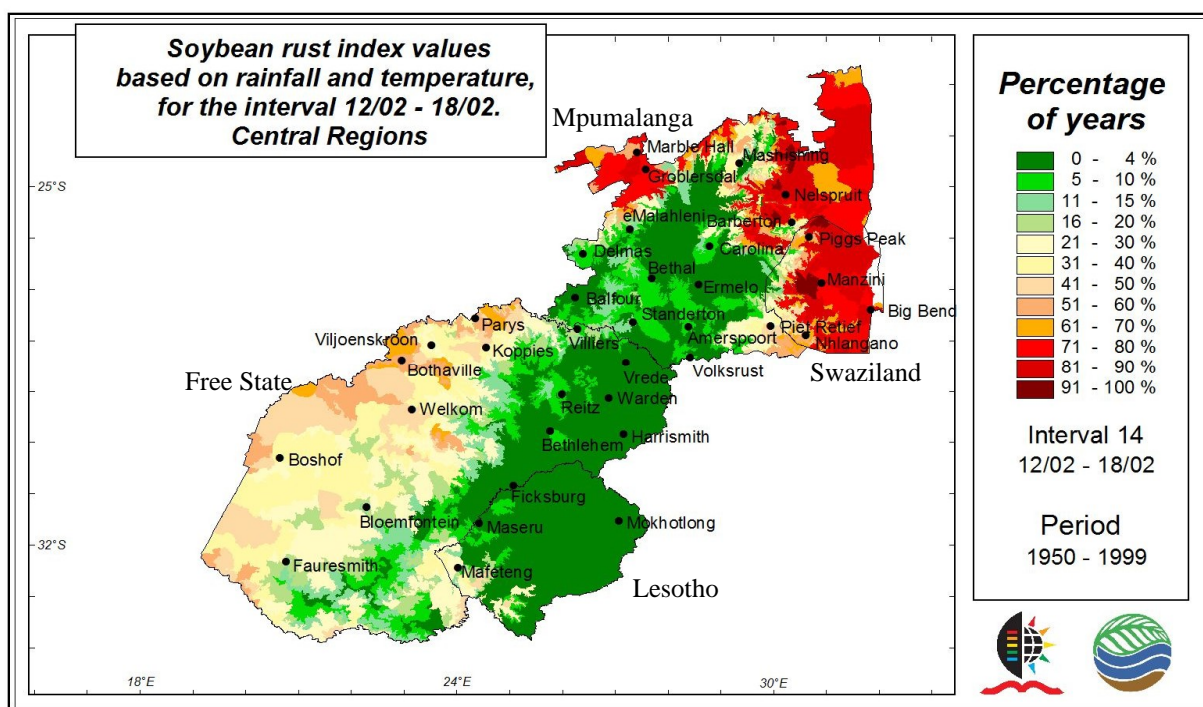 Soybean rust index values
based on rainfall and temperature,
for the interval 12/02 - 18/02.
Central Regions
Mpumalanga
Marble Hall
Mashishing
Groblersdal
25°S
Nelspruit
eMalahleni
Barberton
Piggs Peak
Delmas
Carolina
Bethal
Manzini
Ermelo
Balfour
Big Bend
Standerton
Parys
Piet Retief
Villiers
Amerspoort
Nhlangano
Viljoenskroon
Koppies
Volksrust
Swaziland
Bothaville
Vrede
Free State
Reitz
Warden
Welkom
Bethlehem
Harrismith
Boshof
Ficksburg
Bloemfontein
Maseru
Mokhotlong
32°S
Fauresmith
Mafeteng
Lesotho
18°E
24°E
30°E
Percentage
of years
0 - 4 %
5 - 10 %
11 - 15 %
16 - 20 %
21 - 30 %
31 - 40 %
41 - 50 %
51 - 60 %
61 - 70 %
71 - 80 %
81 - 90 %
91 - 100 %
Interval 14
12/02 - 18/02
Period
1950 - 1999